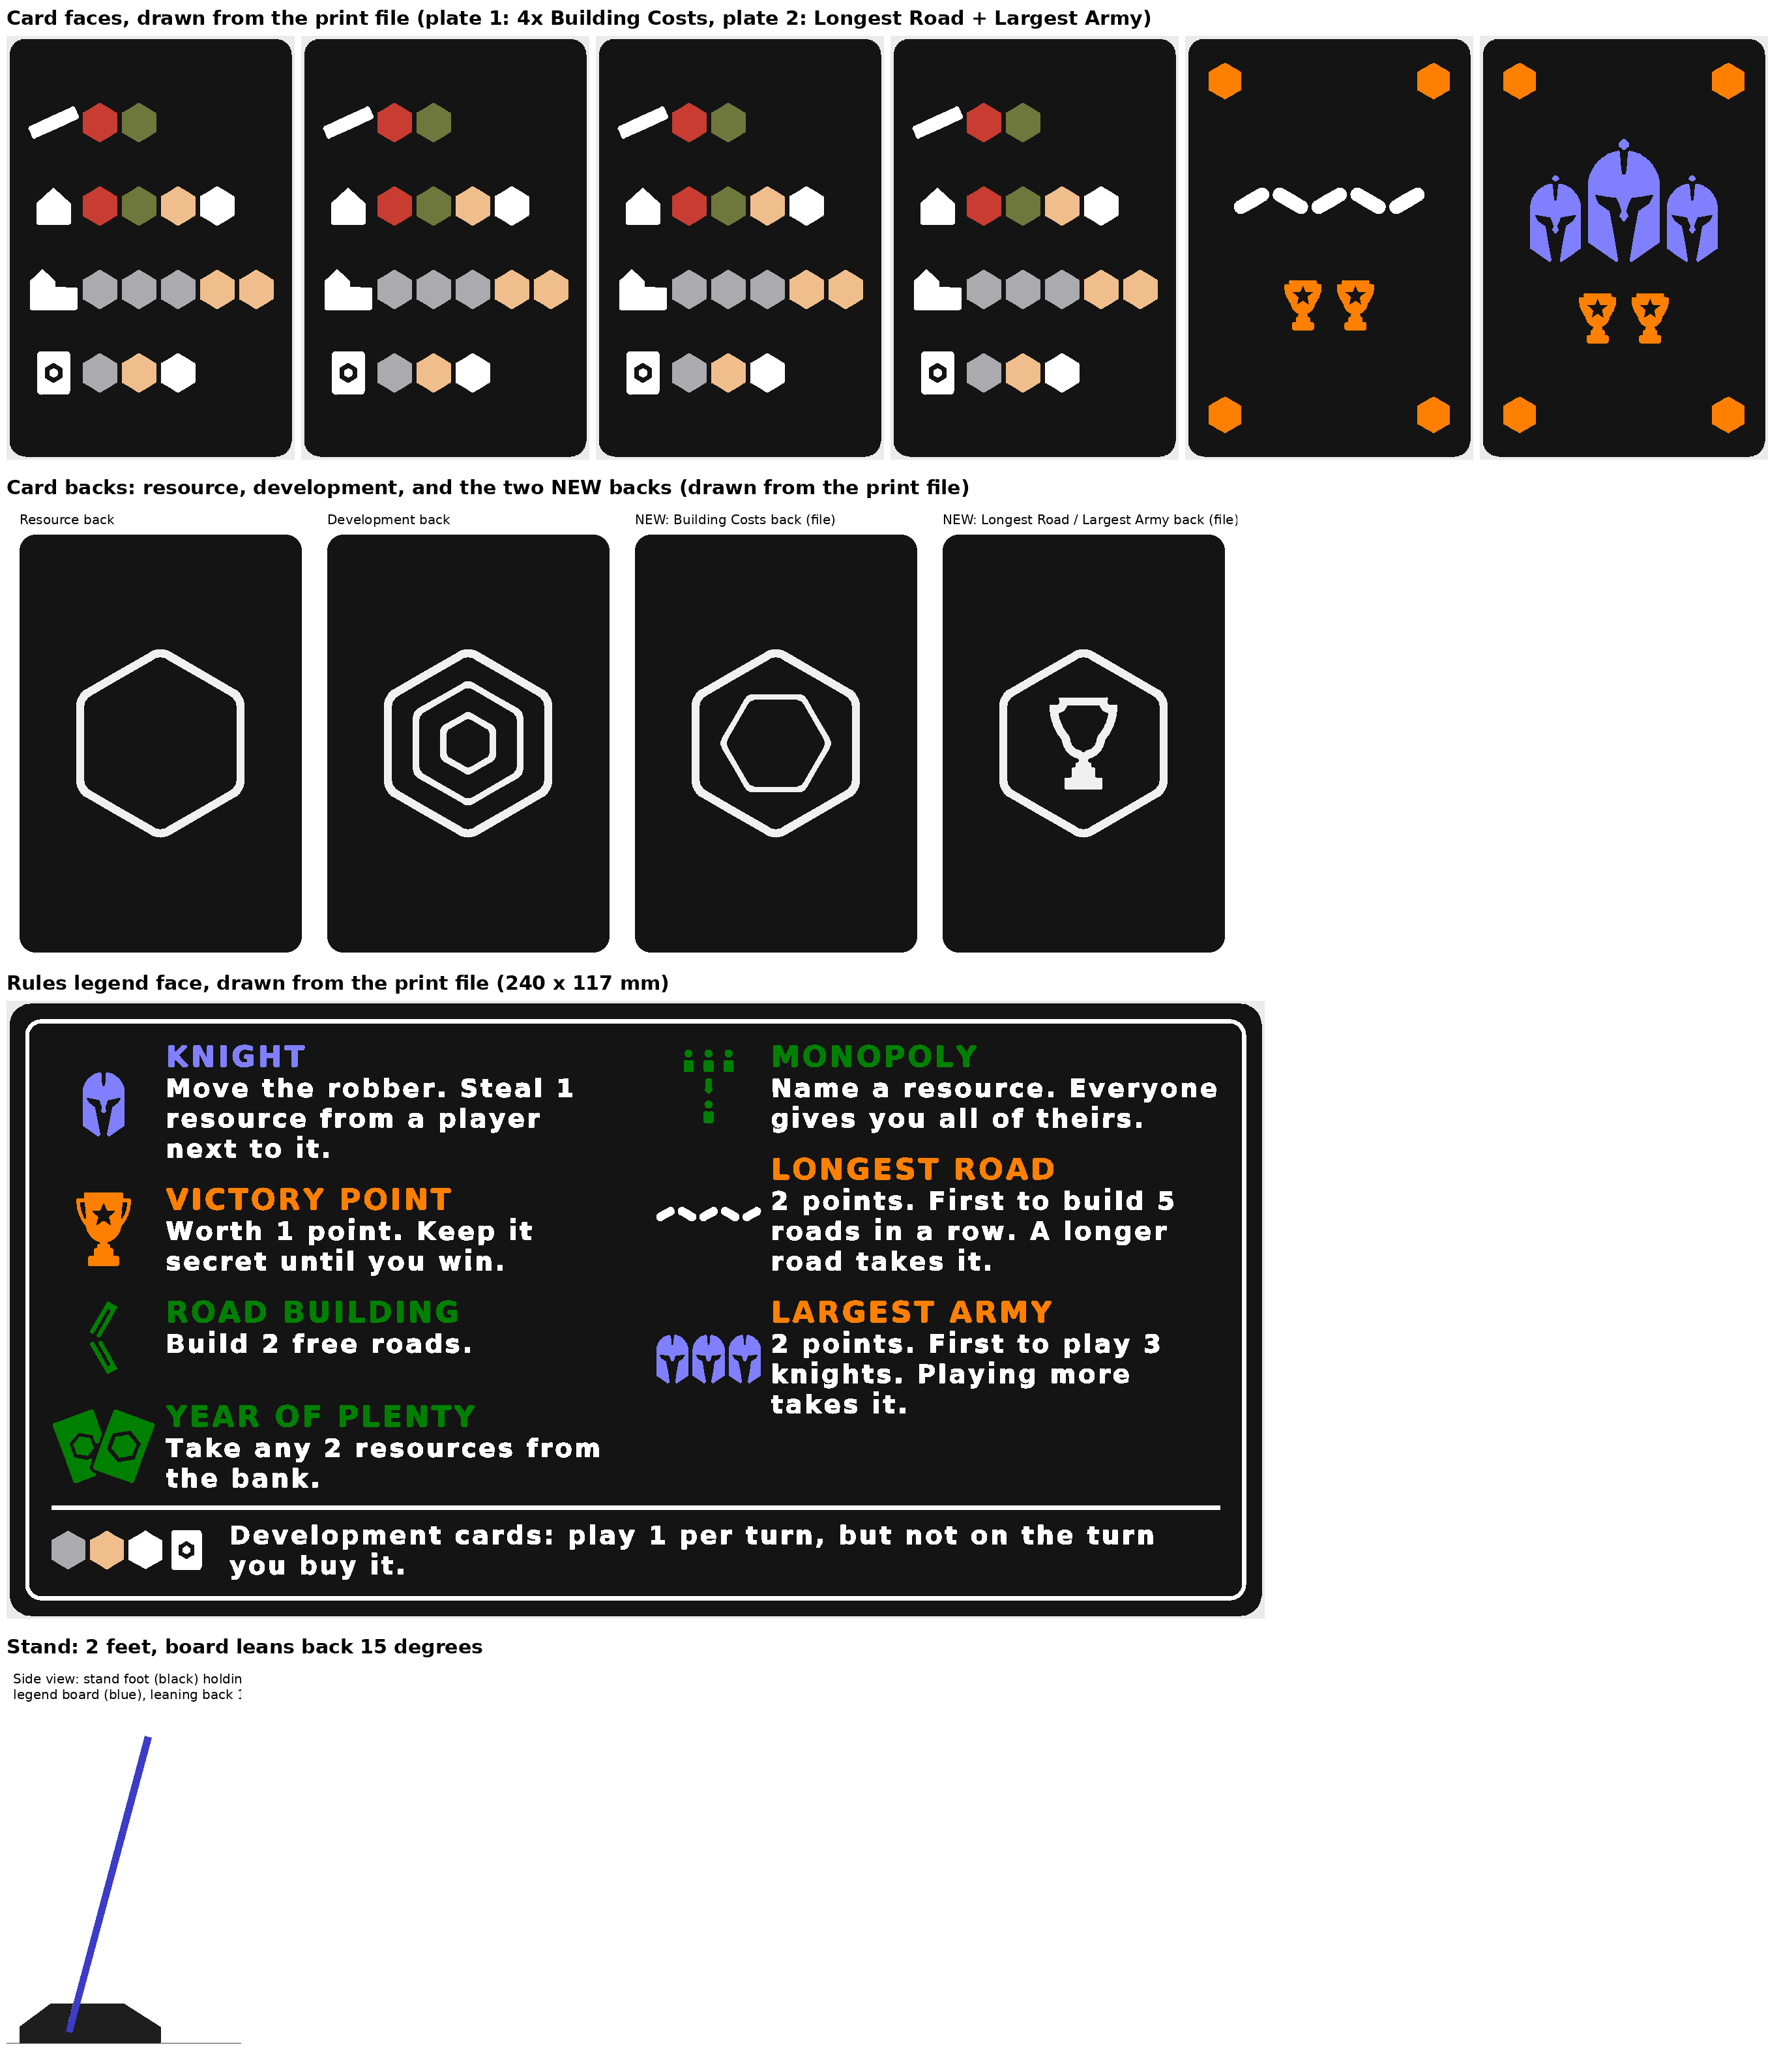 Card faces, drawn from the print file (plate 1: 4x Building Costs, plate 2: Longest Road + Largest Army)
Card backs: resource, development, and the two NEW backs (drawn from the print file)
Resource back
Development back
NEW: Building Costs back (file)
NEW: Longest Road / Largest Army back (file)
Rules legend face, drawn from the print file (240 x 117 mm)
KNIGHT
Move the robber. Steal 1
resource from a player
next to it.
VICTORY POINT
Worth 1 point. Keep it
secret until you win.
ROAD BUILDING
Build 2 free roads.
YEAR OF PLENTY
Take any 2 resources from
the bank.
MONOPOLY
Name a resource. Everyone
gives you all of theirs.
LONGEST ROAD
2 points. First to build 5
roads in a row. A longer
road takes it.
LARGEST ARMY
2 points. First to play 3
knights. Playing more
takes it.
Development cards: play 1 per turn, but not on the turn
you buy it.
Stand: 2 feet, board leans back 15 degrees
Side view: stand foot (black) holdin
legend board (blue), leaning back